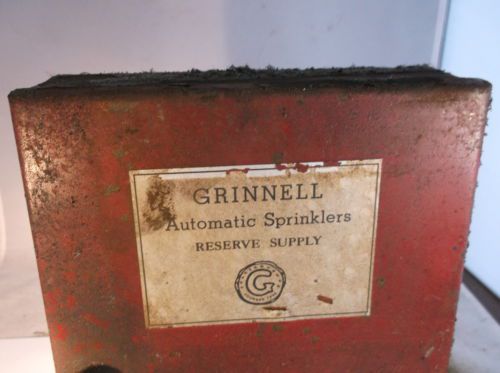 GRINNELL
Automatic Sprinklers
RESERVE SUPPLY
G